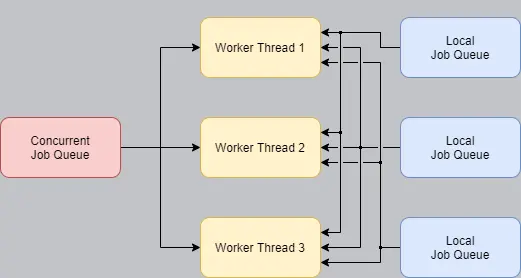 Worker Thread 1
Local
Job Queue
Concurrent
Job Queue
Worker Thread 2
Local
Job Queue
Worker Thread 3
Local
Job Queue